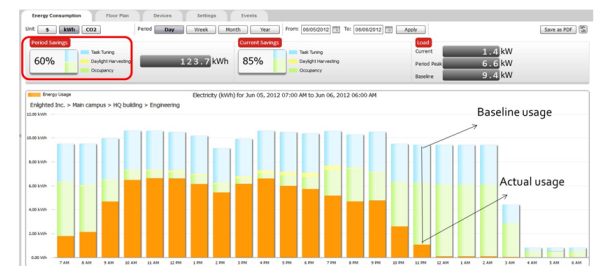 Energy Consumption Floor Plan Devices Settings Events
Unit $ kWh CO2 Period Day Week Month Year From: 06/05/2012 To: 06/06/2012 Apply Save as PDF
Period Savings
60%
Task Tuning
Daylight Harvesting
Occupancy
123.7 kWh
Current Savings
85%
Task Tuning
Daylight Harvesting
Occupancy
Load
Current 1.4 kW
Period Peak 6.6 kW
Baseline 9.4 kW
Energy Usage
Electricity (kWh) for Jun 05, 2012 07:00 AM to Jun 06, 2012 06:00 AM
Enlighted Inc. > Main campus > HQ building > Engineering
Baseline usage
Actual usage
8.00 kWh
6.00 kWh
4.00 kWh
2.00 kWh
0.00 kWh
7 AM 8 AM 9 AM 10 AM 11 AM 12 PM 1 PM 2 PM 3 PM 4 PM 5 PM 6 PM 7 PM 8 PM 9 PM 10 PM 11 PM 12 AM 1 AM 2 AM 3 AM 4 AM 5 AM 6 AM